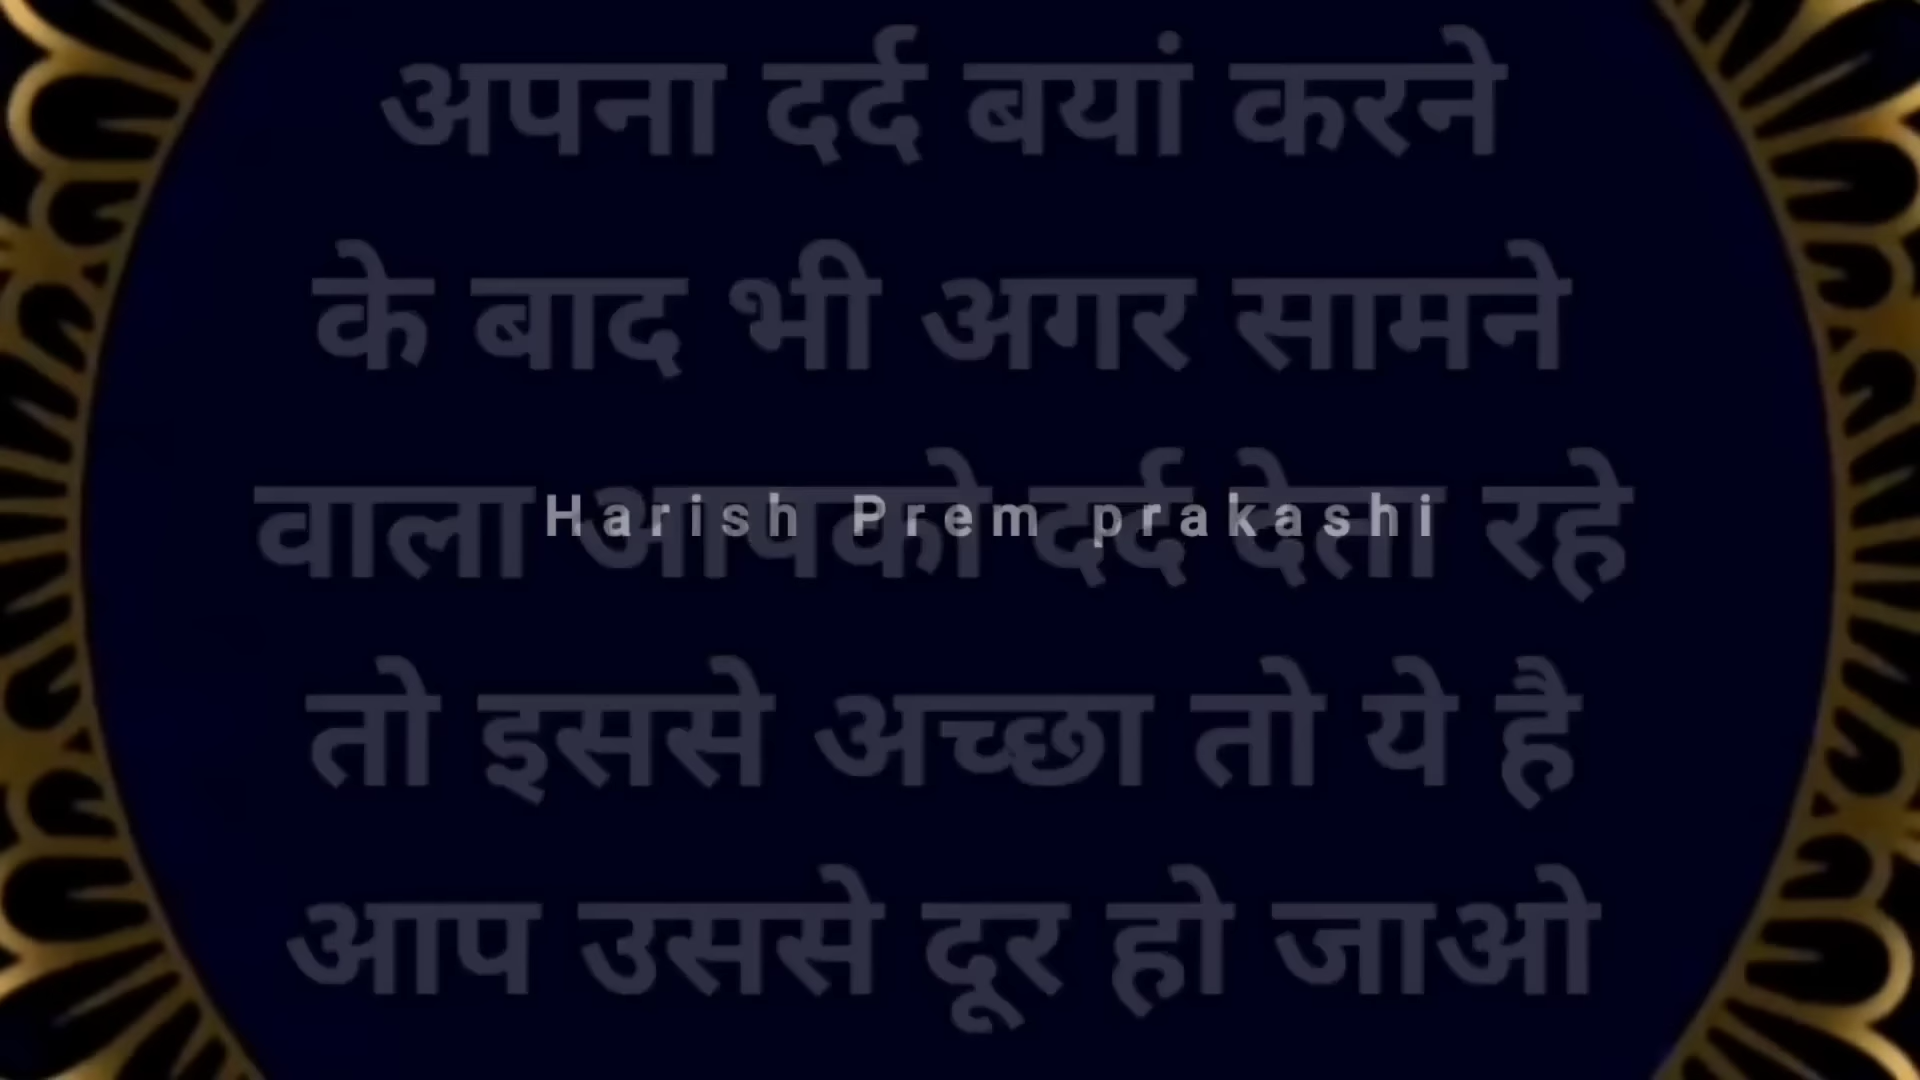 अपना दर्द बयां करने
के बाद भी अगर सामने
वाला आपको दर्द देता रहे
Harish Prem prakashi
तो इससे अच्छा तो ये है
आप उससे दूर हो जाओ